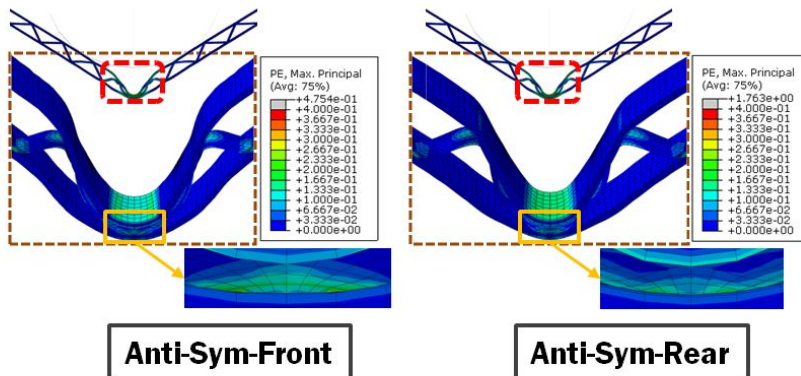 PE, Max. Principal
(Avg: 75%)
+4.754e-01
+4.000e-01
+3.667e-01
+3.333e-01
+3.000e-01
+2.667e-01
+2.333e-01
+2.000e-01
+1.667e-01
+1.333e-01
+1.000e-01
+6.667e-02
+3.333e-02
+0.000e+00
PE, Max. Principal
(Avg: 75%)
+1.763e+00
+4.000e-01
+3.667e-01
+3.333e-01
+3.000e-01
+2.667e-01
+2.333e-01
+2.000e-01
+1.667e-01
+1.333e-01
+1.000e-01
+6.667e-02
+3.333e-02
+0.000e+00
Anti-Sym-Front
Anti-Sym-Rear